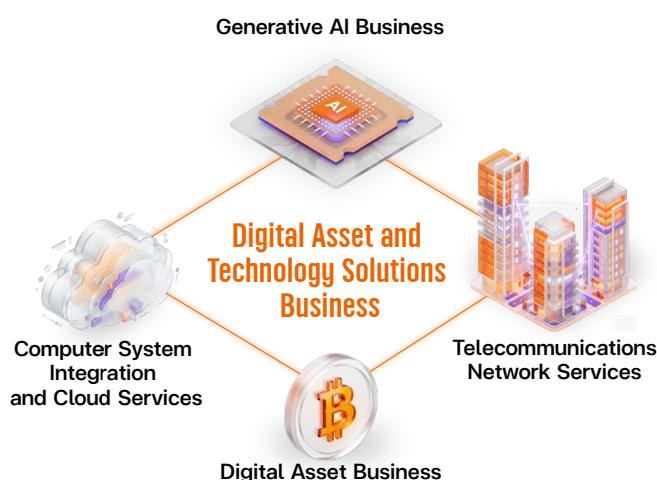 Generative AI Business
AI
Digital Asset and
Technology Solutions
Business
Computer System
Integration
and Cloud Services
Telecommunications
Network Services
Digital Asset Business